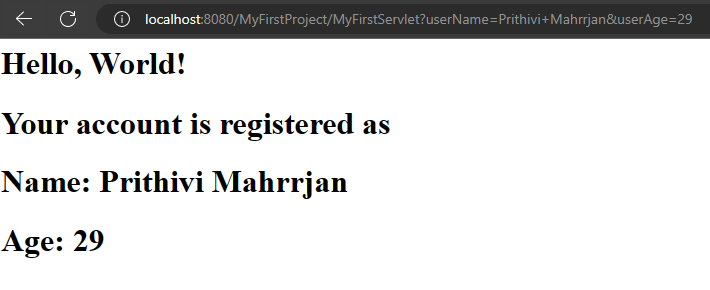 localhost:8080/MyFirstProject/MyFirstServlet?userName=Prithivi+Mahrrjan&userAge=29
Hello, World!
Your account is registered as
Name: Prithivi Mahrrjan
Age: 29